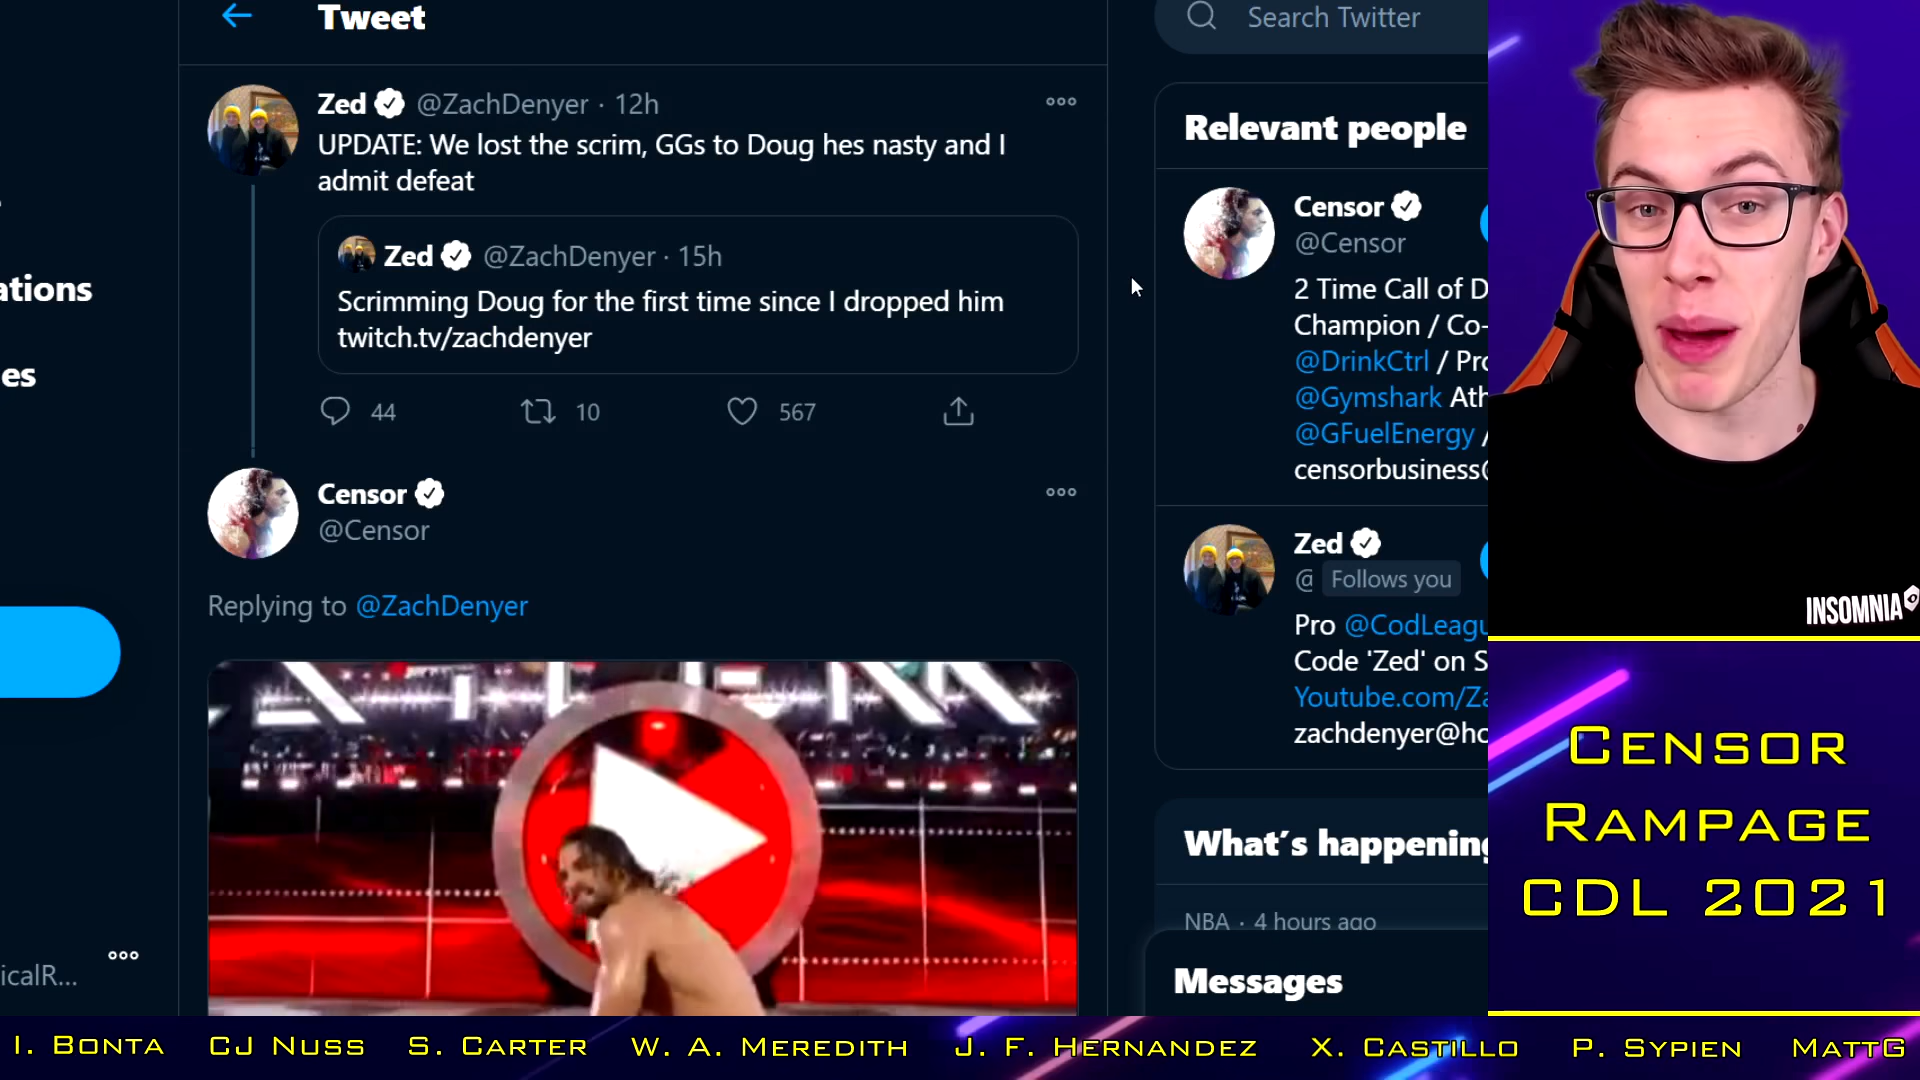 Tweet
Search Twitter
Zed @ZachDenyer · 12h
UPDATE: We lost the scrim, GGs to Doug hes nasty and I
admit defeat
Zed @ZachDenyer · 15h
Scrimming Doug for the first time since I dropped him
twitch.tv/zachdenyer
44 10 567
Censor
@Censor
Replying to @ZachDenyer
Relevant people
Censor
@Censor
2 Time Call of D
Champion / Co-
@DrinkCtrl / Pro
@Gymshark Ath
@GFuelEnergy /
censorbusiness@
Zed
@ Follows you
Pro @CodLeagu
Code 'Zed' on S
Youtube.com/Za
zachdenyer@ho
What's happening
NBA · 4 hours ago
Messages
ations
es
icalR...
INSOMNIA
CENSOR
RAMPAGE
CDL 2021
I. BONTA CJ NUSS S. CARTER W. A. MEREDITH J. F. HERNANDEZ X. CASTILLO P. SYPIEN MATTG